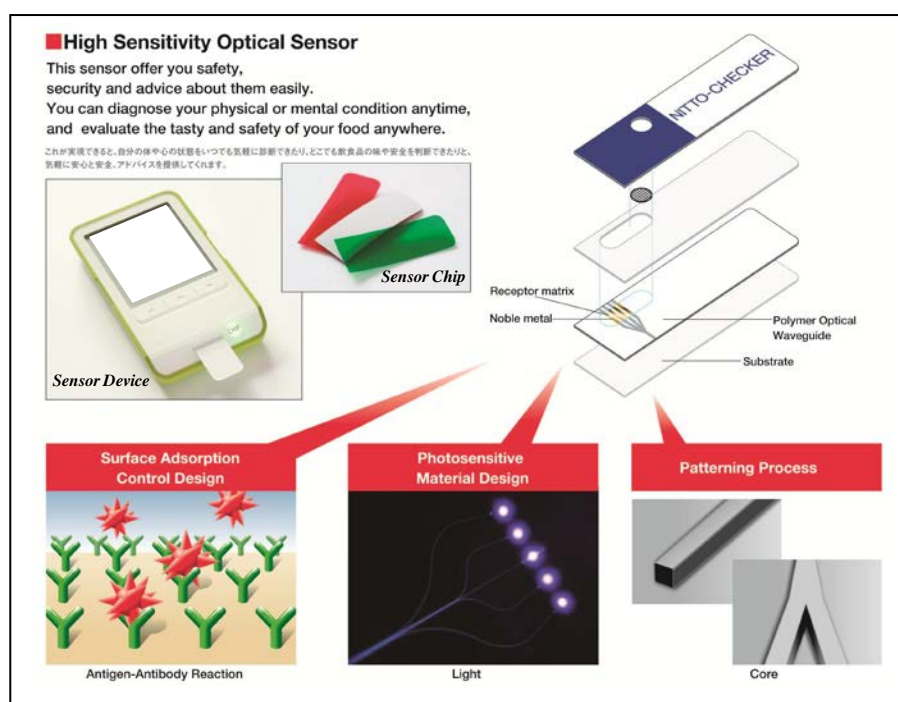 High Sensitivity Optical Sensor
This sensor offer you safety,
security and advice about them easily.
You can diagnose your physical or mental condition anytime,
and evaluate the tasty and safety of your food anywhere.
これが実現できると、自分の体や心の状態をいつでも気軽に診断できたり、どこでも飲食品の味や安全を判断できたりと、
気軽に安心と安全、アドバイスを提供してくれます。
NITTO-CHECKER
Sensor Chip
CHIP
Sensor Device
Receptor matrix
Noble metal
Polymer Optical
Waveguide
Substrate
Surface Adsorption
Control Design
Photosensitive
Material Design
Patterning Process
Antigen-Antibody Reaction
Light
Core